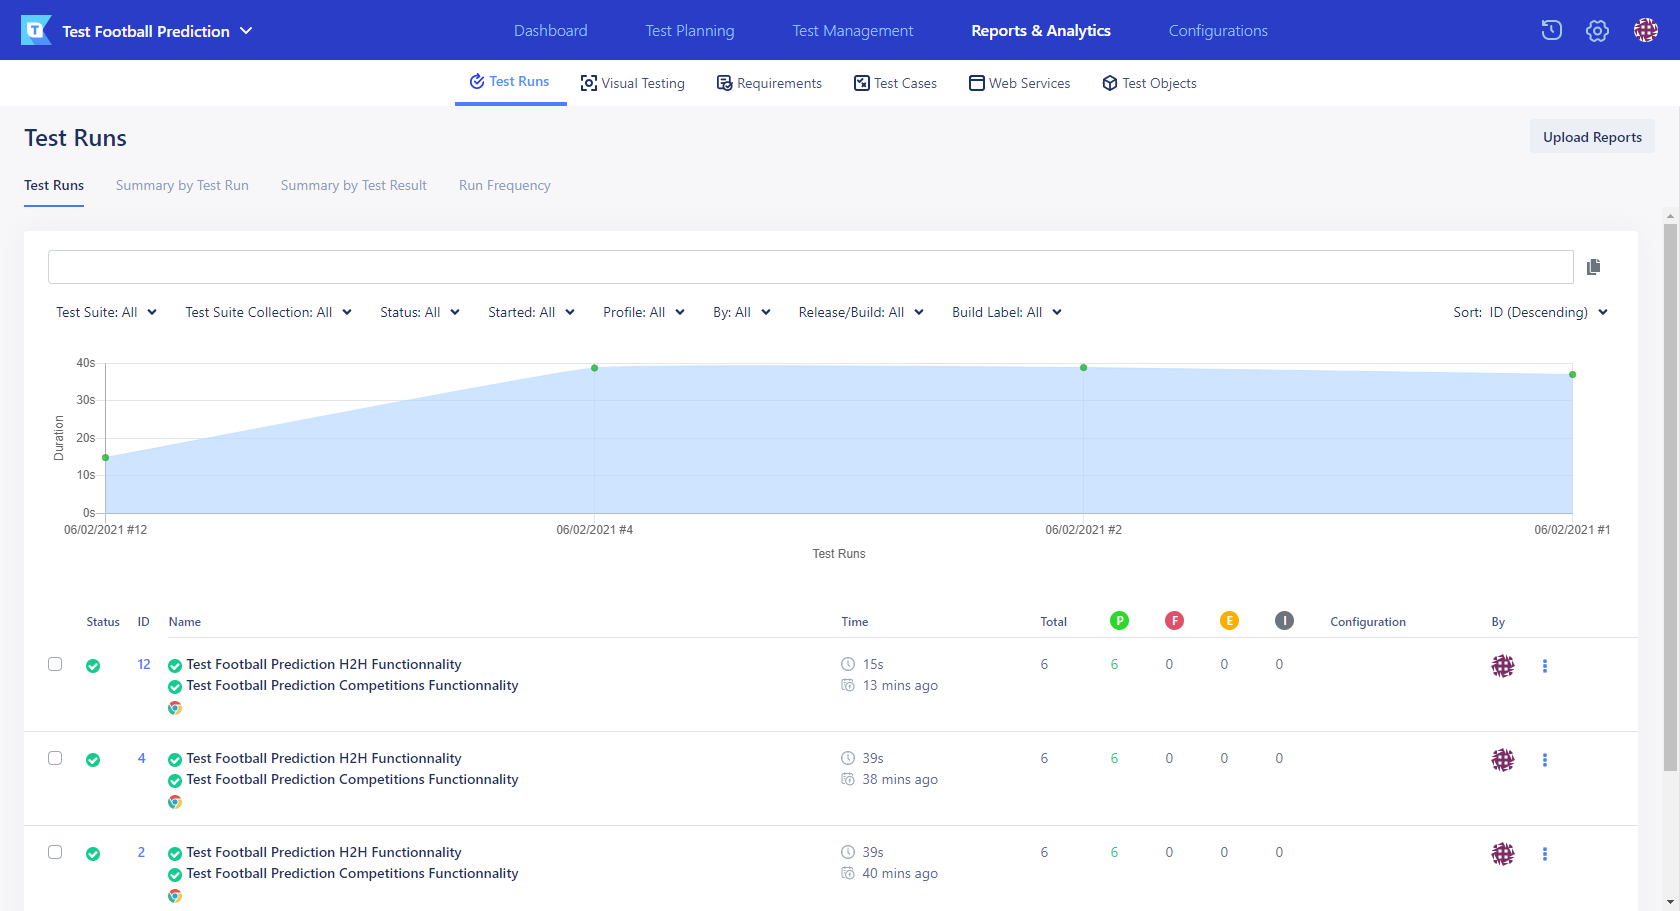 Test Football Prediction
Dashboard
Test Planning
Test Management
Reports & Analytics
Configurations
Test Runs
Visual Testing
Requirements
Test Cases
Web Services
Test Objects
Test Runs
Upload Reports
Test Runs
Summary by Test Run
Summary by Test Result
Run Frequency
Test Suite: All
Test Suite Collection: All
Status: All
Started: All
Profile: All
By: All
Release/Build: All
Build Label: All
Sort: ID (Descending)
Duration
40s
30s
20s
10s
0s
06/02/2021 #12
06/02/2021 #4
06/02/2021 #2
06/02/2021 #1
Test Runs
Status ID Name Time Total P F E I Configuration By
12 Test Football Prediction H2H Functionnality 15s 6 6 0 0 0
Test Football Prediction Competitions Functionnality 13 mins ago
4 Test Football Prediction H2H Functionnality 39s 6 6 0 0 0
Test Football Prediction Competitions Functionnality 38 mins ago
2 Test Football Prediction H2H Functionnality 39s 6 6 0 0 0
Test Football Prediction Competitions Functionnality 40 mins ago